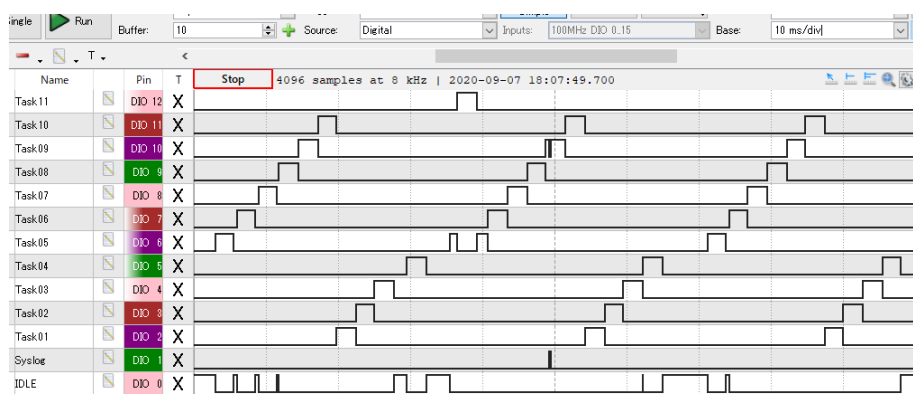 Single Run
Buffer: 10 Source: Digital Inputs: 100MHz DIO 0.15 Base: 10 ms/div
T
Name Pin T Stop 4096 samples at 8 kHz | 2020-09-07 18:07:49.700
Task11 DIO 12 X
Task10 DIO 11 X
Task09 DIO 10 X
Task08 DIO 9 X
Task07 DIO 8 X
Task06 DIO 7 X
Task05 DIO 6 X
Task04 DIO 5 X
Task03 DIO 4 X
Task02 DIO 3 X
Task01 DIO 2 X
Syslog DIO 1 X
IDLE DIO 0 X